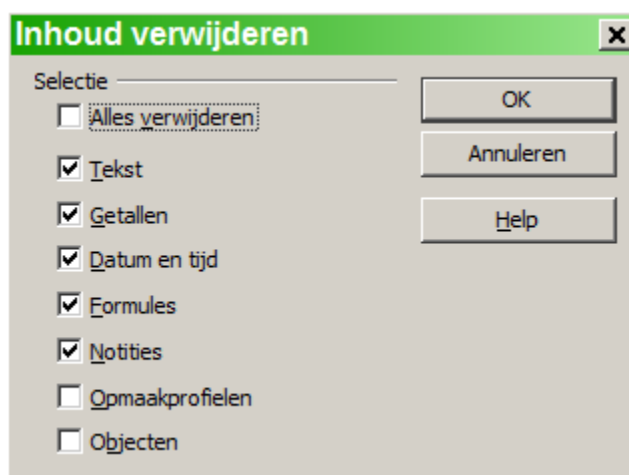 Inhoud verwijderen
Selectie
Alles verwijderen
Tekst
Getallen
Datum en tijd
Formules
Notities
Opmaakprofielen
Objecten
OK
Annuleren
Help